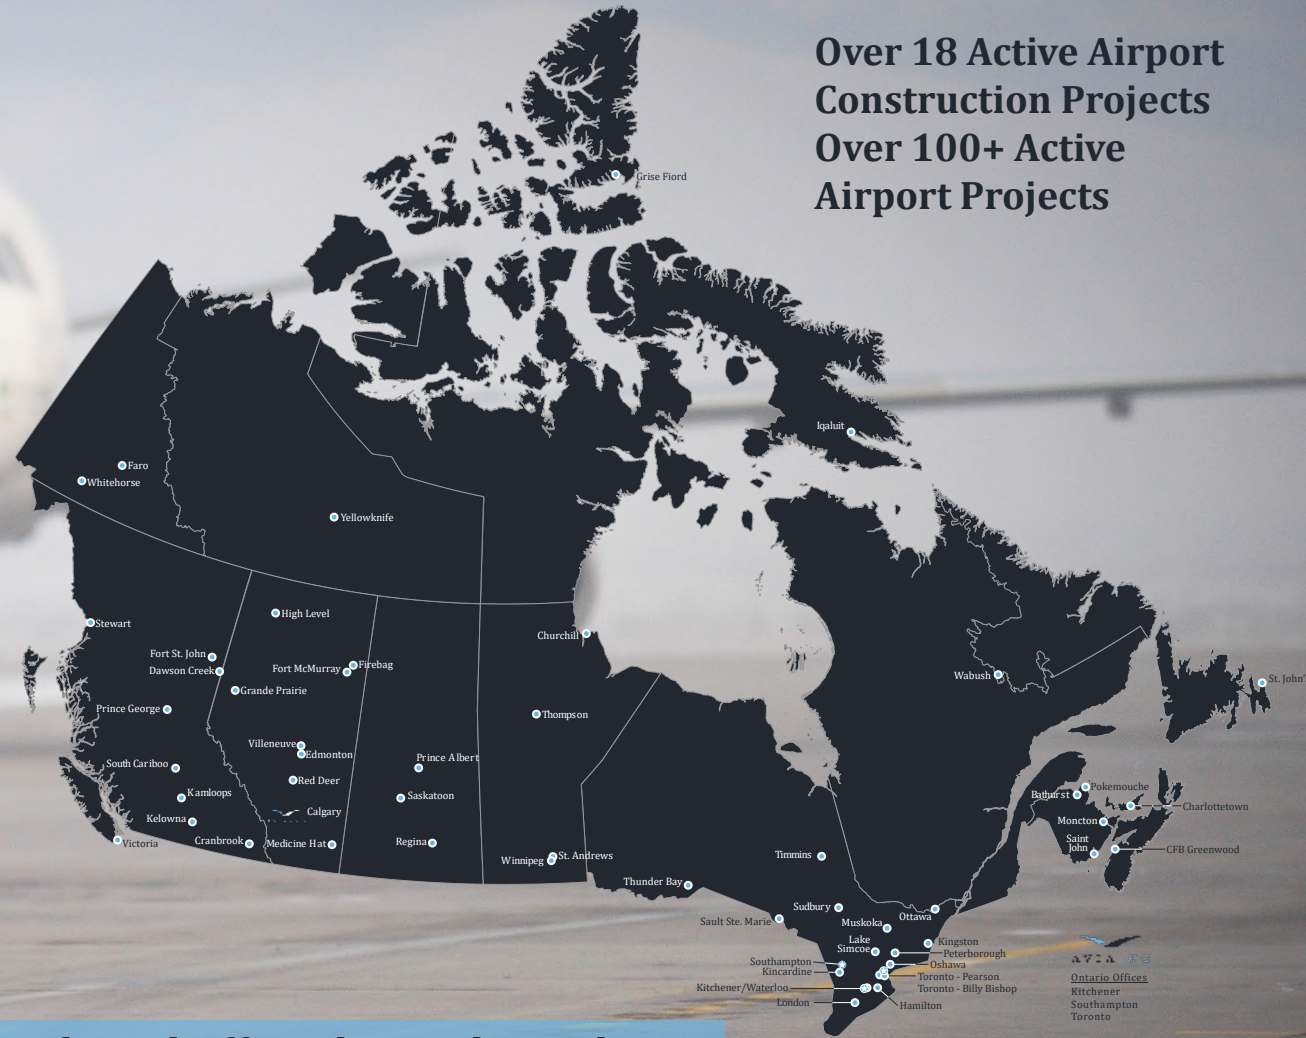 Over 18 Active Airport
Construction Projects
Over 100+ Active
Airport Projects
Grise Fiord
Iqaluit
Faro
Whitehorse
Yellowknife
High Level
Stewart
Churchill
Fort St. John
Dawson Creek
Fort McMurray
Firebag
Wabush
St. John'
Grande Prairie
Prince George
Thompson
Villeneuve
Edmonton
Prince Albert
South Cariboo
Red Deer
Pokemouche
Bathurst
Kamloops
Saskatoon
Charlottetown
Calgary
Kelowna
Moncton
Victoria
Cranbrook
Medicine Hat
Regina
Saint
John
CFB Greenwood
Winnipeg
St. Andrews
Timmins
Thunder Bay
Sudbury
Ottawa
Sault Ste. Marie
Muskoka
Lake
Simcoe
Kingston
Peterborough
Southampton
Oshawa
Kincardine
Toronto - Pearson
Kitchener/Waterloo
Toronto - Billy Bishop
London
Hamilton
AVIA
Ontario Offices
Kitchener
Southampton
Toronto